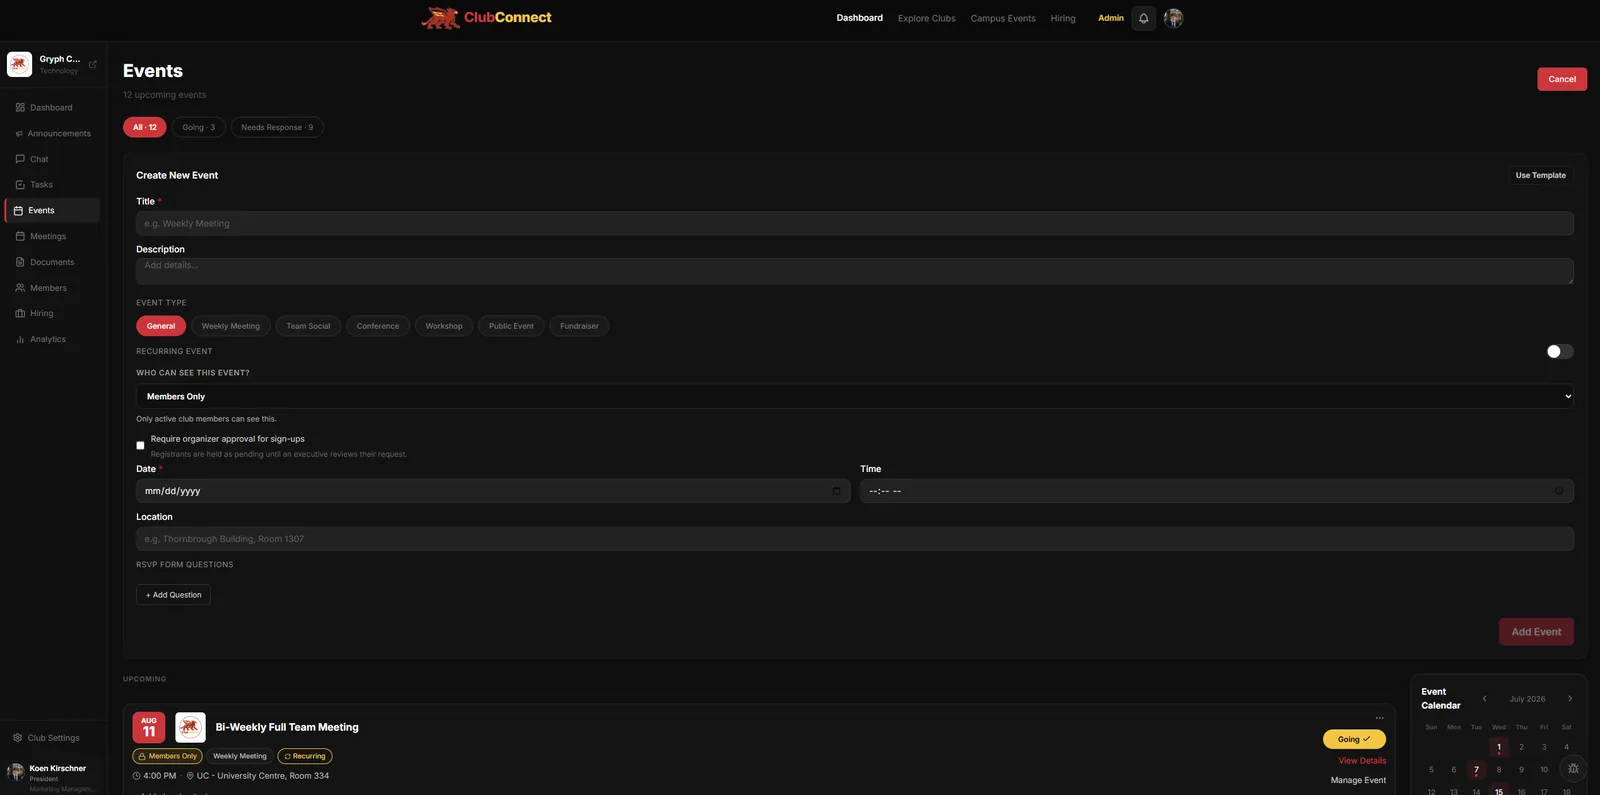 ClubConnect
Dashboard Explore Clubs Campus Events Hiring Admin
Gryph C...
Technology
Dashboard
Announcements
Chat
Tasks
Events
Meetings
Documents
Members
Hiring
Analytics
Club Settings
Koen Kirschner
President
Marketing Managem...
Events
12 upcoming events
Cancel
All · 12 Going · 3 Needs Response · 9
Create New Event
Use Template
Title *
e.g. Weekly Meeting
Description
Add details...
EVENT TYPE
General Weekly Meeting Team Social Conference Workshop Public Event Fundraiser
RECURRING EVENT
WHO CAN SEE THIS EVENT?
Members Only
Only active club members can see this.
Require organizer approval for sign-ups
Registrants are held as pending until an executive reviews their request.
Date * Time
mm/dd/yyyy --:-- --
Location
e.g. Thornbrough Building, Room 1307
RSVP FORM QUESTIONS
+ Add Question
Add Event
UPCOMING
AUG
11
Bi-Weekly Full Team Meeting
Members Only Weekly Meeting Recurring
4:00 PM · UC - University Centre, Room 334
...
Going ✓
View Details
Manage Event
Event Calendar
July 2026
Sun Mon Tue Wed Thu Fri Sat
1 2 3 4
5 6 7 8 9 10
12 13 14 15 16 17 18